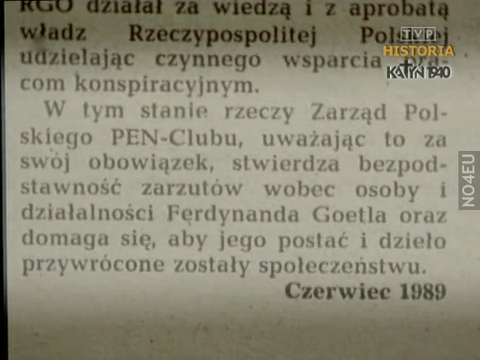 RGO działał za wiedzą i z aprobatą
władz Rzeczypospolitej Polskiej
udzielając czynnego wsparcia pra-
com konspiracyjnym.
W tym stanie rzeczy Zarząd Pol-
skiego PEN-Clubu, uważając to za
swój obowiązek, stwierdza bezpod-
stawność zarzutów wobec osoby i
działalności Ferdynanda Goetla oraz
domaga się, aby jego postać i dzieło
przywrócone zostały społeczeństwu.
Czerwiec 1989
TVP
HISTORIA
KATYŃ 1940
NO4EU